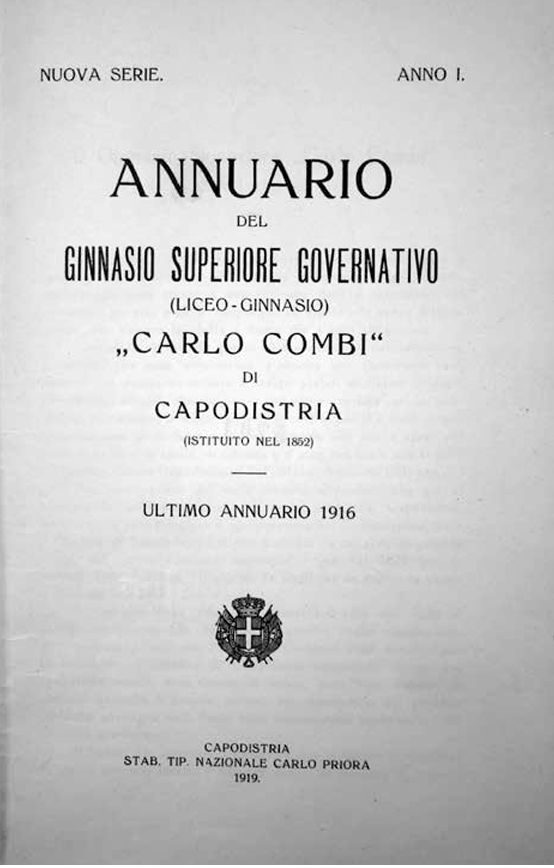 NUOVA SERIE. ANNO I.
ANNUARIO
DEL
GINNASIO SUPERIORE GOVERNATIVO
(LICEO-GINNASIO)
„CARLO COMBI“
DI
CAPODISTRIA
(ISTITUITO NEL 1852)
ULTIMO ANNUARIO 1916
CAPODISTRIA
STAB. TIP. NAZIONALE CARLO PRIORA
1919.